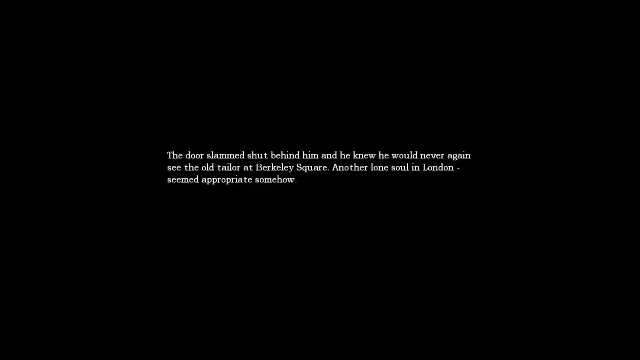 The door slammed shut behind him and he knew he would never again
see the old tailor at Berkeley Square. Another lone soul in London -
seemed appropriate somehow.